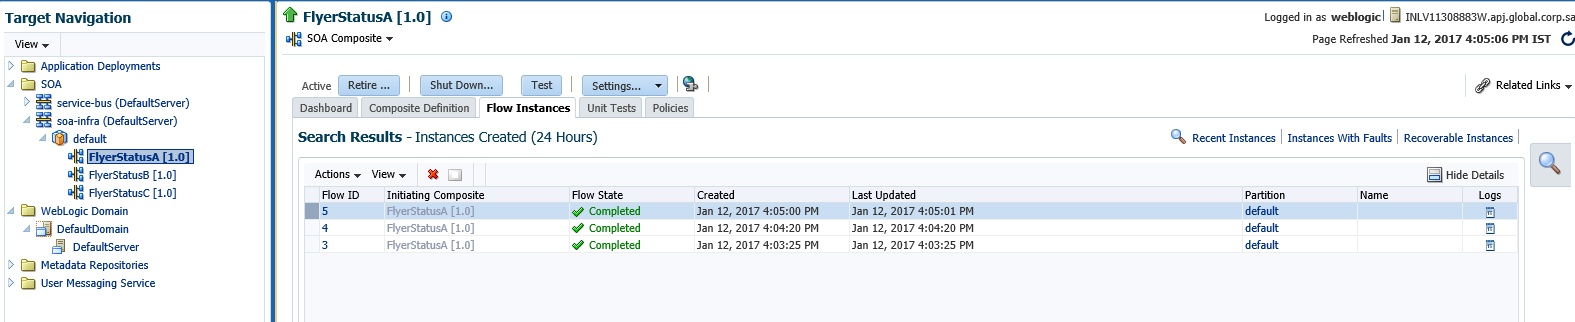 Target Navigation
View
Application Deployments
SOA
service-bus (DefaultServer)
soa-infra (DefaultServer)
default
FlyerStatusA [1.0]
FlyerStatusB [1.0]
FlyerStatusC [1.0]
WebLogic Domain
DefaultDomain
DefaultServer
Metadata Repositories
User Messaging Service
FlyerStatusA [1.0]
SOA Composite
Logged in as weblogic INLV11308883W.apj.global.corp.sa
Page Refreshed Jan 12, 2017 4:05:06 PM IST
Active Retire ... Shut Down... Test Settings...
Related Links
Dashboard Composite Definition Flow Instances Unit Tests Policies
Search Results - Instances Created (24 Hours)
Recent Instances Instances With Faults Recoverable Instances
Actions View Hide Details
Flow ID Initiating Composite Flow State Created Last Updated Partition Name Logs
5 FlyerStatusA [1.0] Completed Jan 12, 2017 4:05:00 PM Jan 12, 2017 4:05:01 PM default
4 FlyerStatusA [1.0] Completed Jan 12, 2017 4:04:20 PM Jan 12, 2017 4:04:20 PM default
3 FlyerStatusA [1.0] Completed Jan 12, 2017 4:03:25 PM Jan 12, 2017 4:03:25 PM default